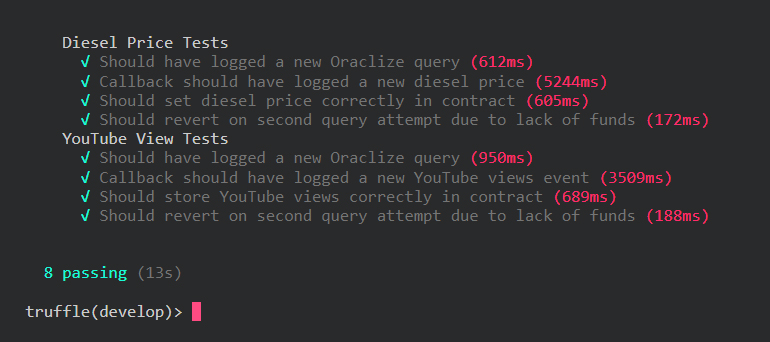 Diesel Price Tests
√ Should have logged a new Oraclize query (612ms)
√ Callback should have logged a new diesel price (5244ms)
√ Should set diesel price correctly in contract (605ms)
√ Should revert on second query attempt due to lack of funds (172ms)
YouTube View Tests
√ Should have logged a new Oraclize query (950ms)
√ Callback should have logged a new YouTube views event (3509ms)
√ Should store YouTube views correctly in contract (689ms)
√ Should revert on second query attempt due to lack of funds (188ms)
8 passing (13s)
truffle(develop)>